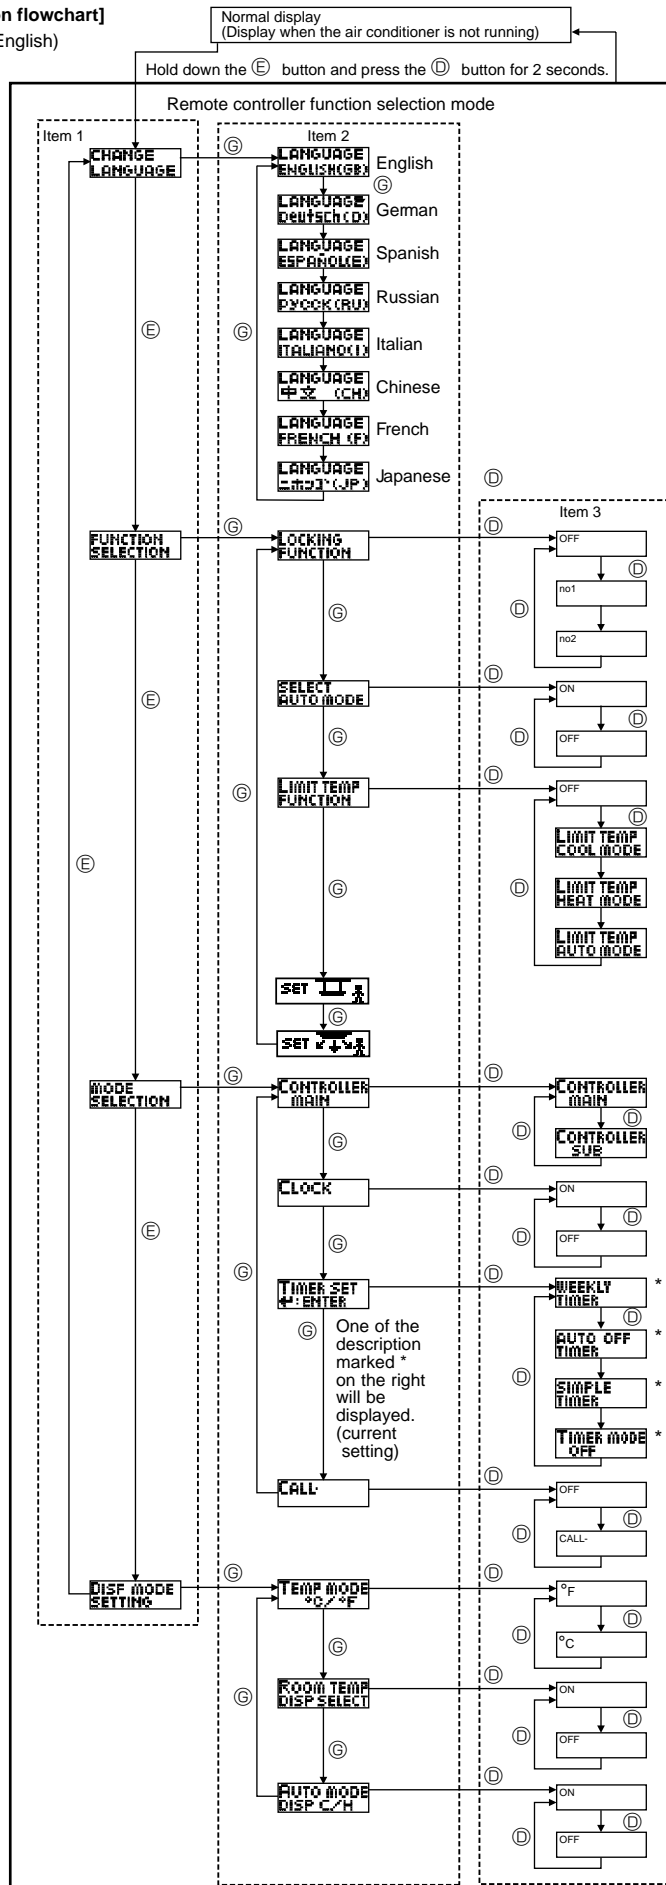 on flowchart]
English)
Normal display
(Display when the air conditioner is not running)
Hold down the Ⓔ button and press the Ⓓ button for 2 seconds.
Remote controller function selection mode
Item 1
Item 2
CHANGE
LANGUAGE
Ⓖ
LANGUAGE
ENGLISH(GB)
English
Ⓖ
LANGUAGE
Deutsch(D)
German
LANGUAGE
ESPAÑOL(E)
Spanish
LANGUAGE
РУССК(RU)
Russian
Ⓔ
Ⓖ
LANGUAGE
ITALIANO(I)
Italian
LANGUAGE
中文 (CH)
Chinese
LANGUAGE
FRENCH (F)
French
LANGUAGE
ニホンゴ(JP)
Japanese
Ⓓ
Item 3
FUNCTION
SELECTION
Ⓖ
LOCKING
FUNCTION
Ⓓ
OFF
Ⓓ
no1
Ⓓ
Ⓖ
no2
SELECT
AUTO MODE
Ⓓ
ON
Ⓔ
Ⓓ
Ⓖ
Ⓓ
OFF
LIMIT TEMP
FUNCTION
Ⓓ
OFF
Ⓖ
Ⓓ
LIMIT TEMP
COOL MODE
Ⓔ
Ⓖ
Ⓓ
LIMIT TEMP
HEAT MODE
LIMIT TEMP
AUTO MODE
SET
Ⓖ
SET
MODE
SELECTION
Ⓖ
CONTROLLER
MAIN
Ⓓ
CONTROLLER
MAIN
Ⓓ
Ⓖ
Ⓓ
CONTROLLER
SUB
CLOCK
Ⓓ
ON
Ⓔ
Ⓓ
Ⓖ
Ⓓ
OFF
Ⓖ
TIMER SET
↵:ENTER
Ⓓ
WEEKLY
TIMER
*
Ⓓ
Ⓖ
One of the
description
marked *
on the right
will be
displayed.
(current
setting)
AUTO OFF
TIMER
*
Ⓓ
SIMPLE
TIMER
*
TIMER MODE
OFF
*
CALL-
Ⓓ
OFF
Ⓓ
Ⓓ
CALL-
DISP MODE
SETTING
Ⓖ
TEMP MODE
°C/°F
Ⓓ
°F
Ⓓ
Ⓖ
Ⓓ
°C
ROOM TEMP
DISP SELECT
Ⓓ
ON
Ⓖ
Ⓓ
Ⓖ
Ⓓ
OFF
AUTO MODE
DISP C/H
Ⓓ
ON
Ⓓ
Ⓓ
OFF